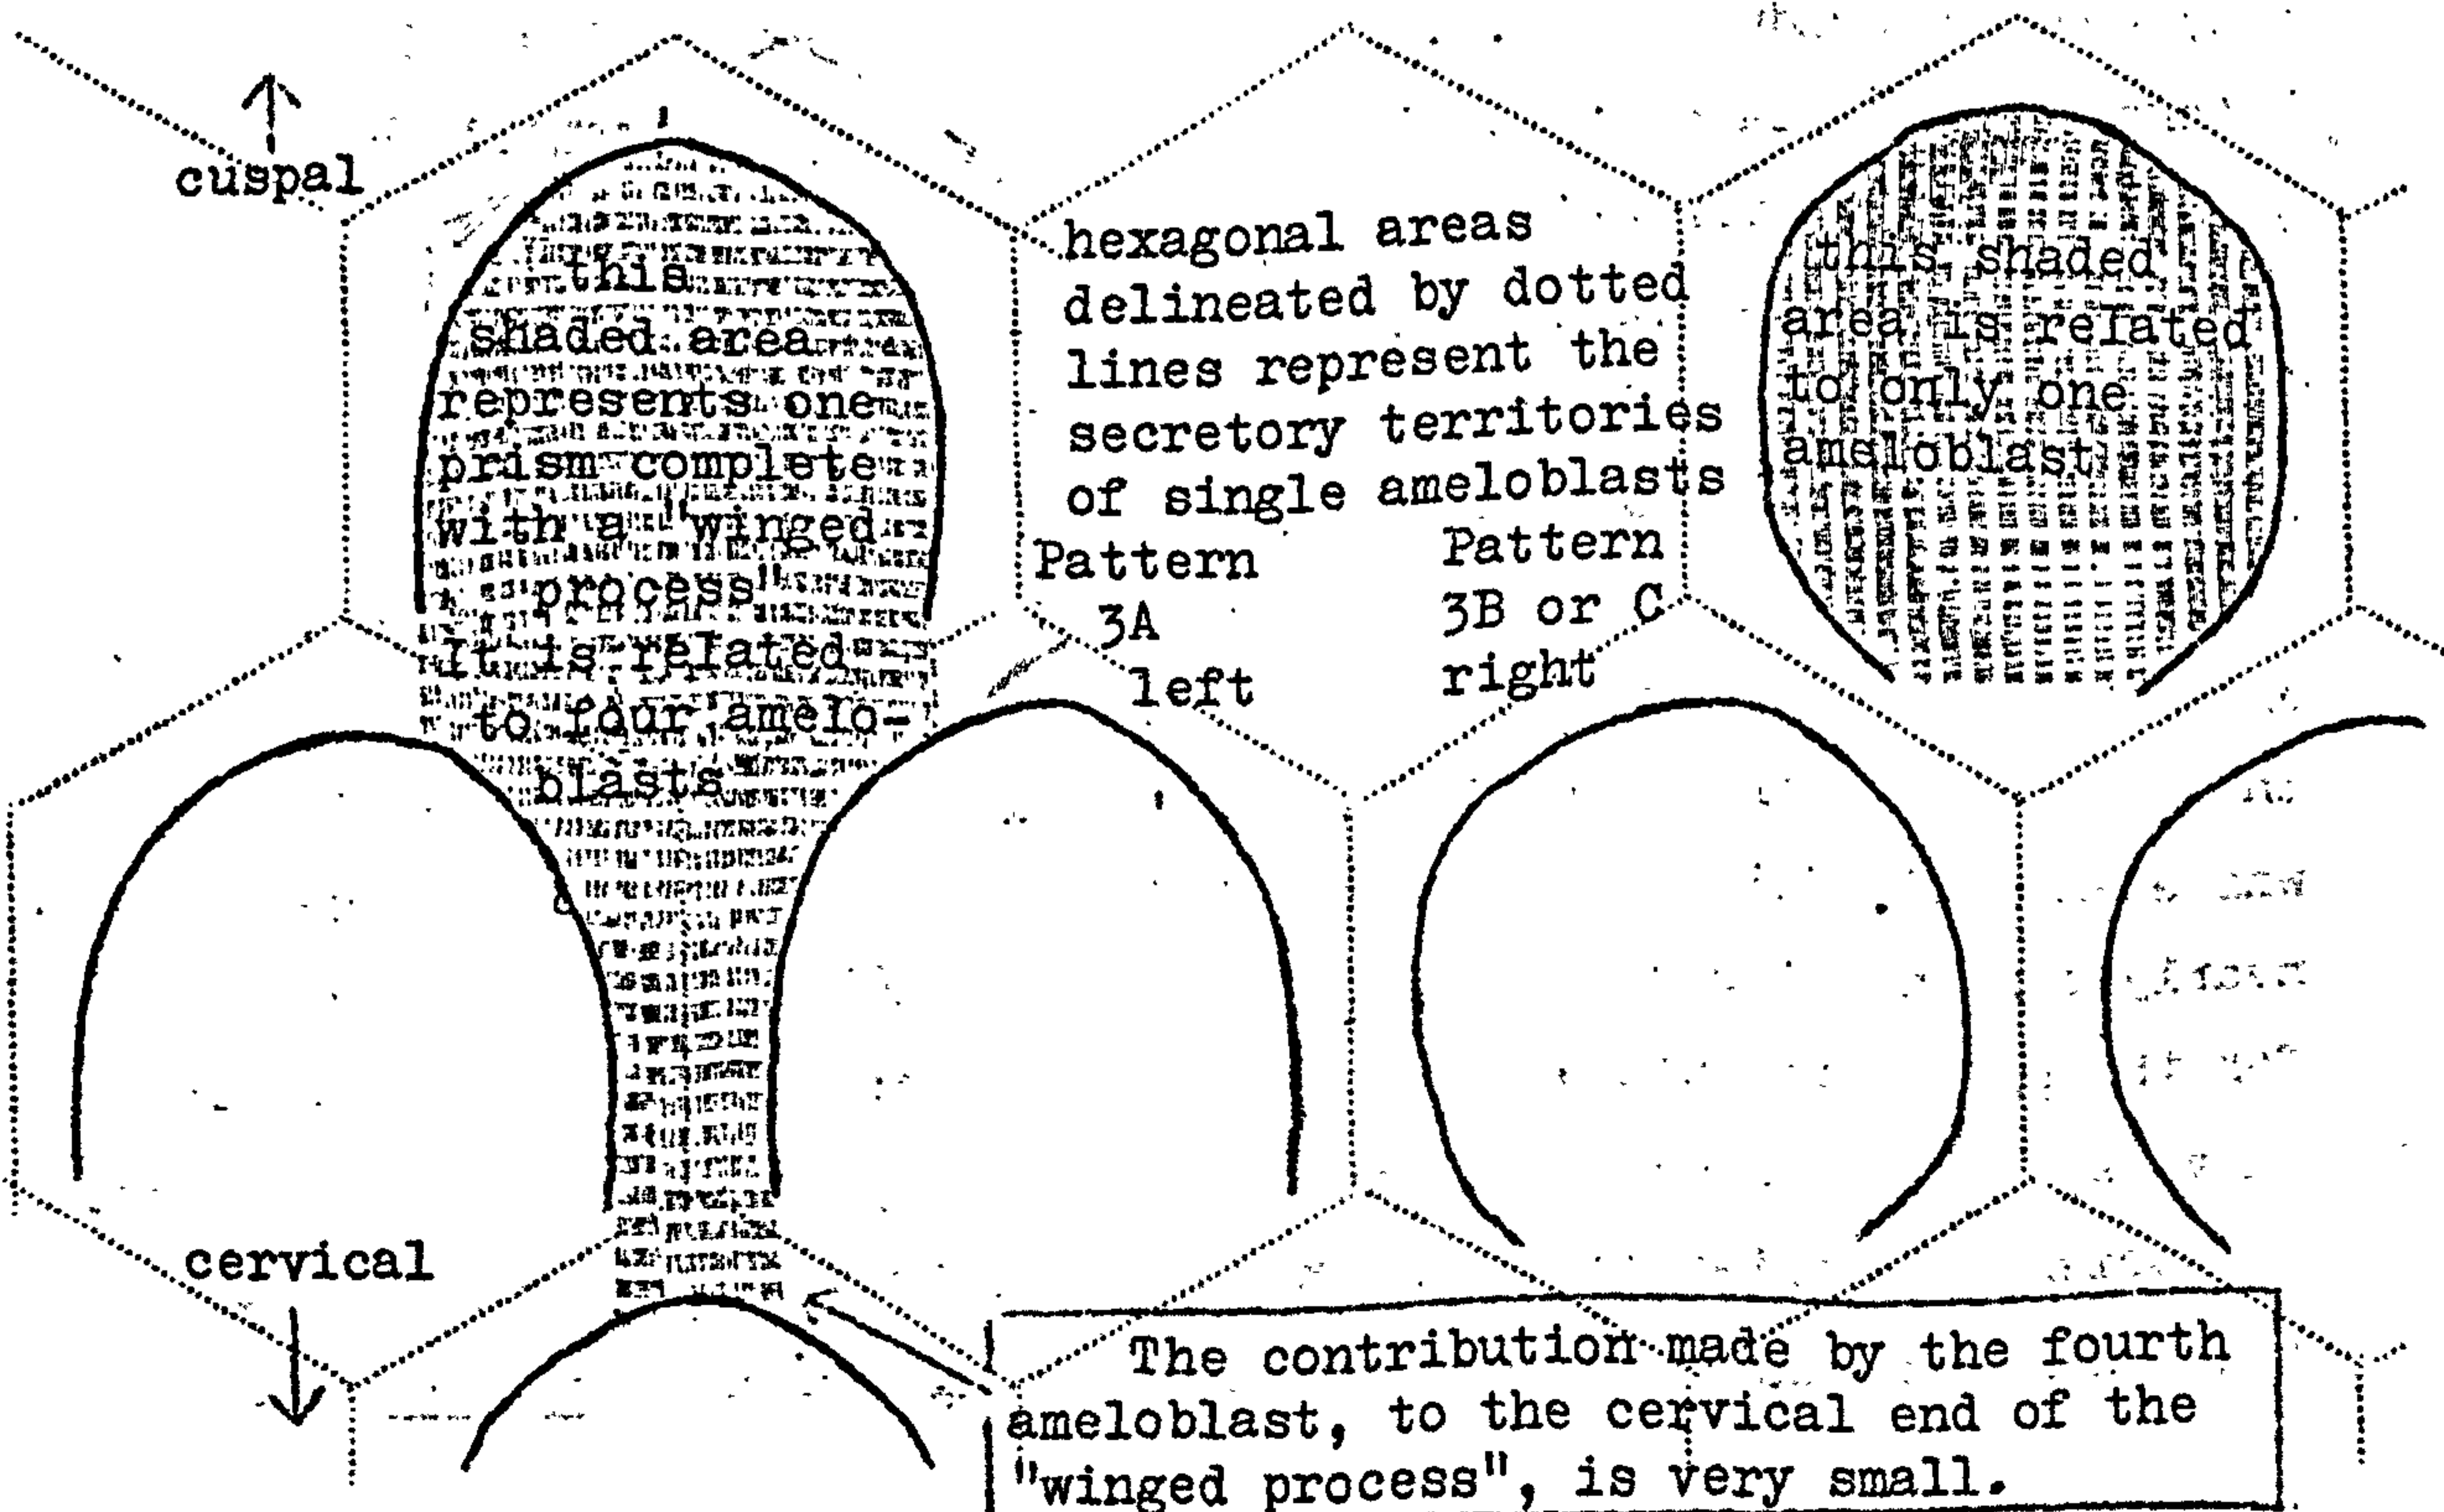 cuspal
this
shaded area
represents one
prism complete
with a "winged
process"
It is related
to four amelo-
blasts
hexagonal areas
delineated by dotted
lines represent the
secretory territories
of single ameloblasts
Pattern
3A
left
Pattern
3B or C
right
this shaded
area is related
to only one
ameloblast
cervical
The contribution made by the fourth
ameloblast, to the cervical end of the
"winged process", is very small.